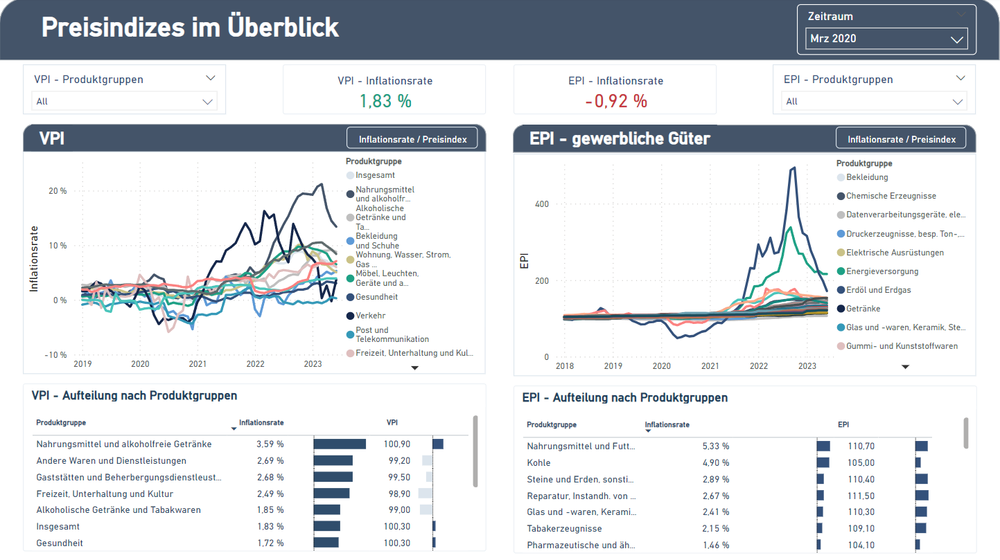 Preisindizes im Überblick
Zeitraum
Mrz 2020
VPI - Produktgruppen
All
VPI - Inflationsrate
1,83 %
EPI - Inflationsrate
-0,92 %
EPI - Produktgruppen
All
VPI
Inflationsrate / Preisindex
Inflationsrate
20 %
10 %
0 %
-10 %
2019 2020 2021 2022 2023
Produktgruppe
Insgesamt
Nahrungsmittel
und alkoholfr...
Alkoholische
Getränke und
Ta...
Bekleidung
und Schuhe
Wohnung, Wasser, Strom,
Gas ...
Möbel, Leuchten,
Geräte und a...
Gesundheit
Verkehr
Post und
Telekommunikation
Freizeit, Unterhaltung und Kul...
EPI - gewerbliche Güter
Inflationsrate / Preisindex
EPI
400
200
0
2018 2019 2020 2021 2022 2023
Produktgruppe
Bekleidung
Chemische Erzeugnisse
Datenverarbeitungsgeräte, ele...
Druckerzeugnisse, besp. Ton-,...
Elektrische Ausrüstungen
Energieversorgung
Erdöl und Erdgas
Getränke
Glas und -waren, Keramik, Ste...
Gummi- und Kunststoffwaren
VPI - Aufteilung nach Produktgruppen
Produktgruppe Inflationsrate VPI
Nahrungsmittel und alkoholfreie Getränke 3,59 % 100,90
Andere Waren und Dienstleistungen 2,69 % 99,20
Gaststätten und Beherbergungsdienstleust... 2,68 % 99,50
Freizeit, Unterhaltung und Kultur 2,49 % 98,90
Alkoholische Getränke und Tabakwaren 1,85 % 99,00
Insgesamt 1,83 % 100,30
Gesundheit 1,72 % 100,30
EPI - Aufteilung nach Produktgruppen
Produktgruppe Inflationsrate EPI
Nahrungsmittel und Futt... 5,33 % 110,70
Kohle 4,90 % 105,00
Steine und Erden, sonsti... 2,89 % 110,40
Reparatur, Instandh. von ... 2,67 % 111,50
Glas und -waren, Kerami... 2,41 % 110,30
Tabakerzeugnisse 2,15 % 109,10
Pharmazeutische und äh... 1,46 % 104,10